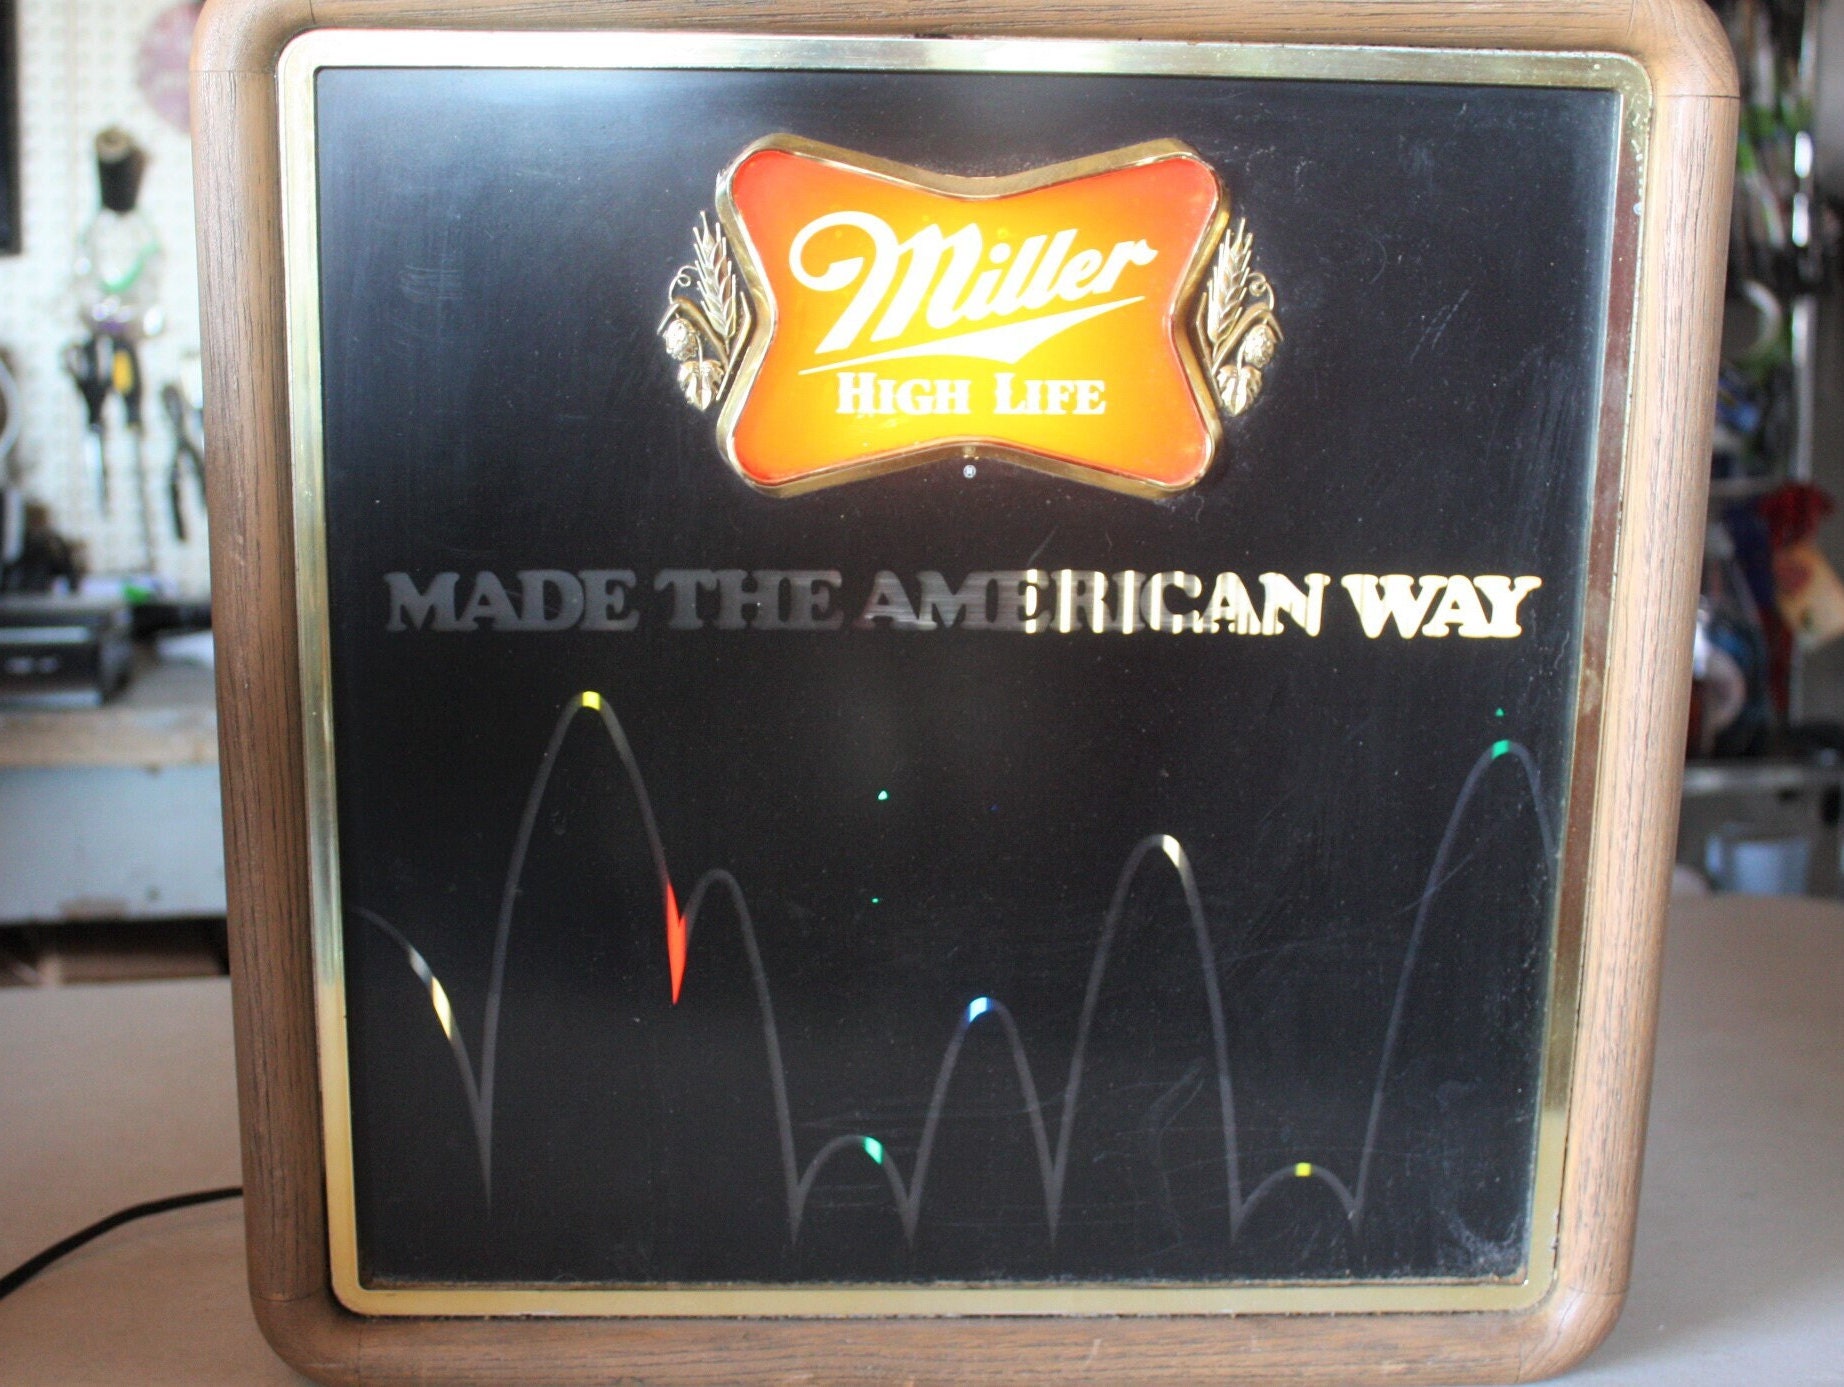 Miller
HIGH LIFE
®
MADE THE AMERICAN WAY